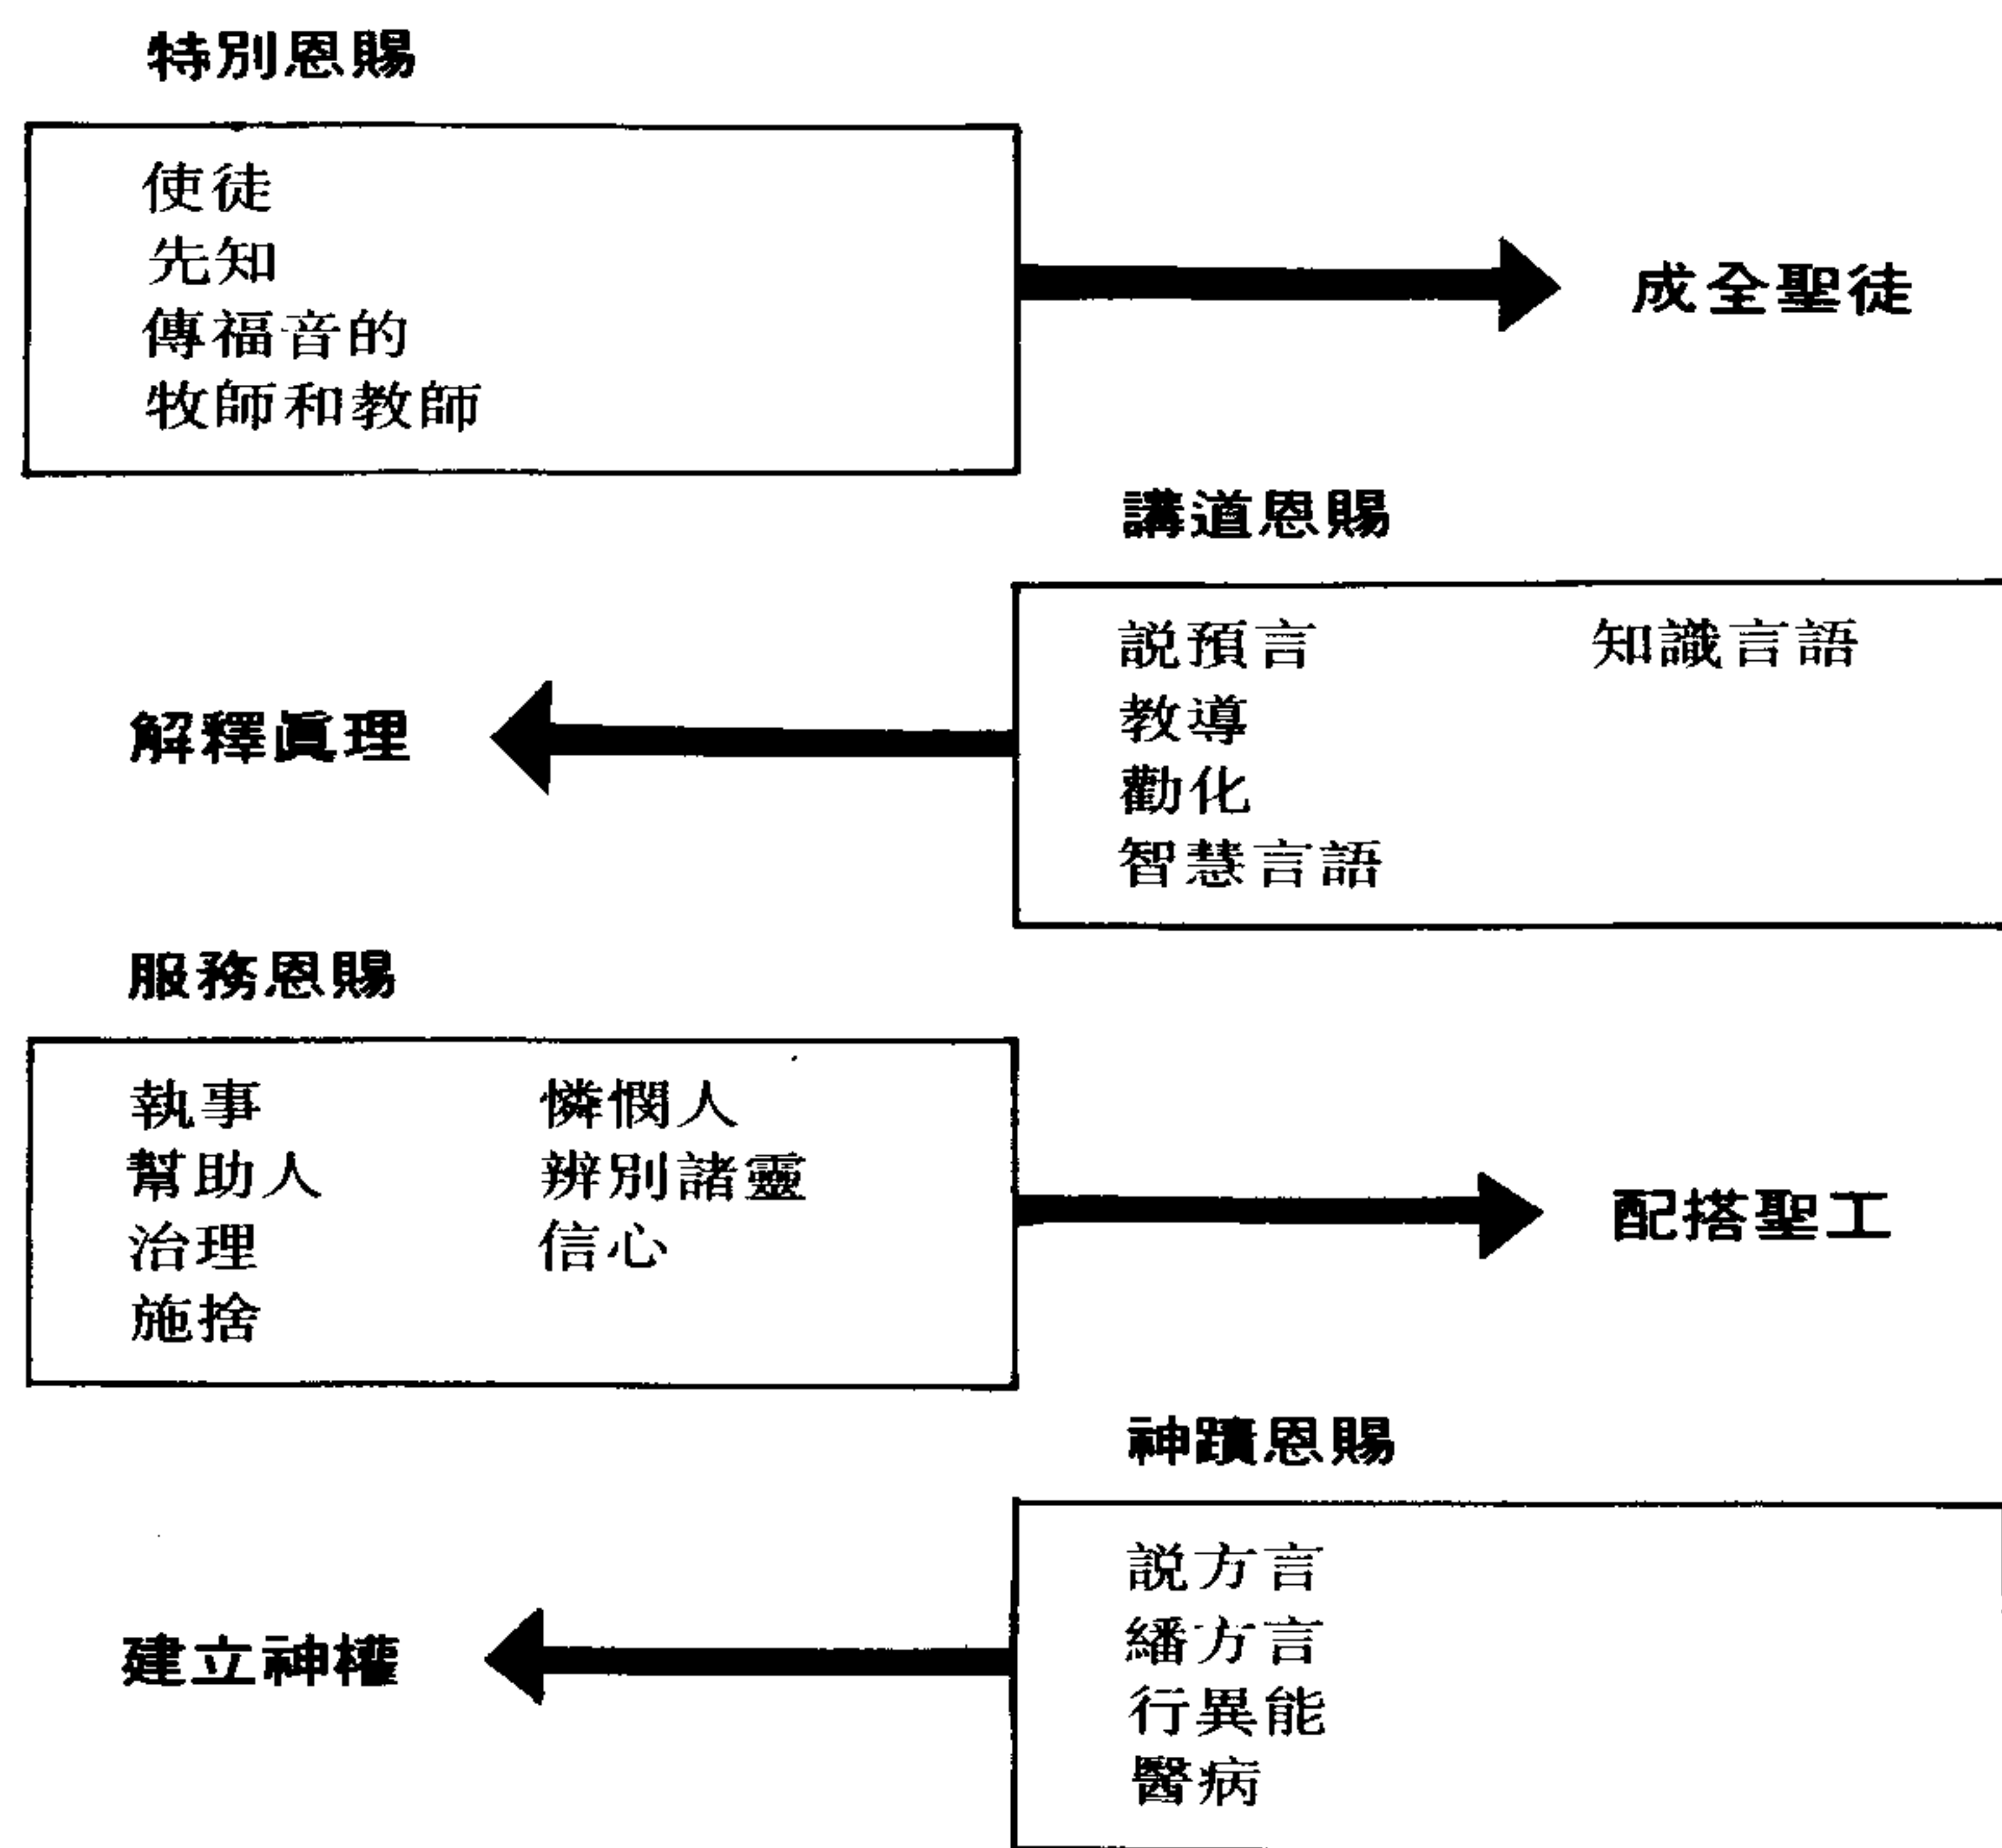 特別恩賜
使徒
先知
傳福音的
牧師和教師
成全聖徒
講道恩賜
説預言 知識言語
教導
勸化
智慧言語
解釋眞理
服務恩賜
執事 憐憫人
幫助人 辨別諸靈
治理 信心
施捨
配搭聖工
神蹟恩賜
説方言
繙方言
行異能
醫病
建立神權